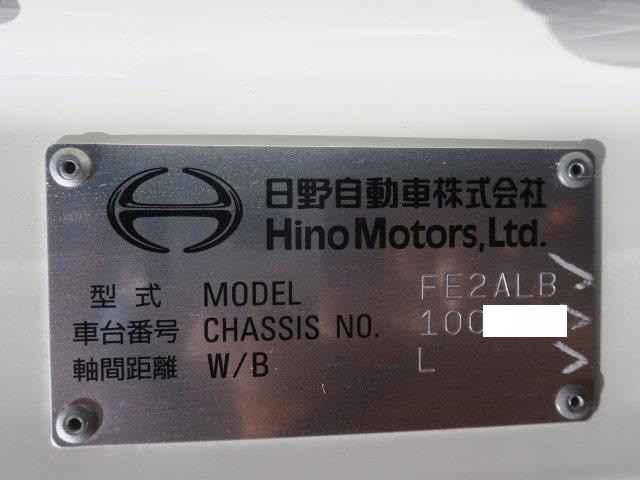 日野自動車株式会社
Hino Motors, Ltd.
型式 MODEL FE2ALB
車台番号 CHASSIS NO. 100
軸間距離 W/B L